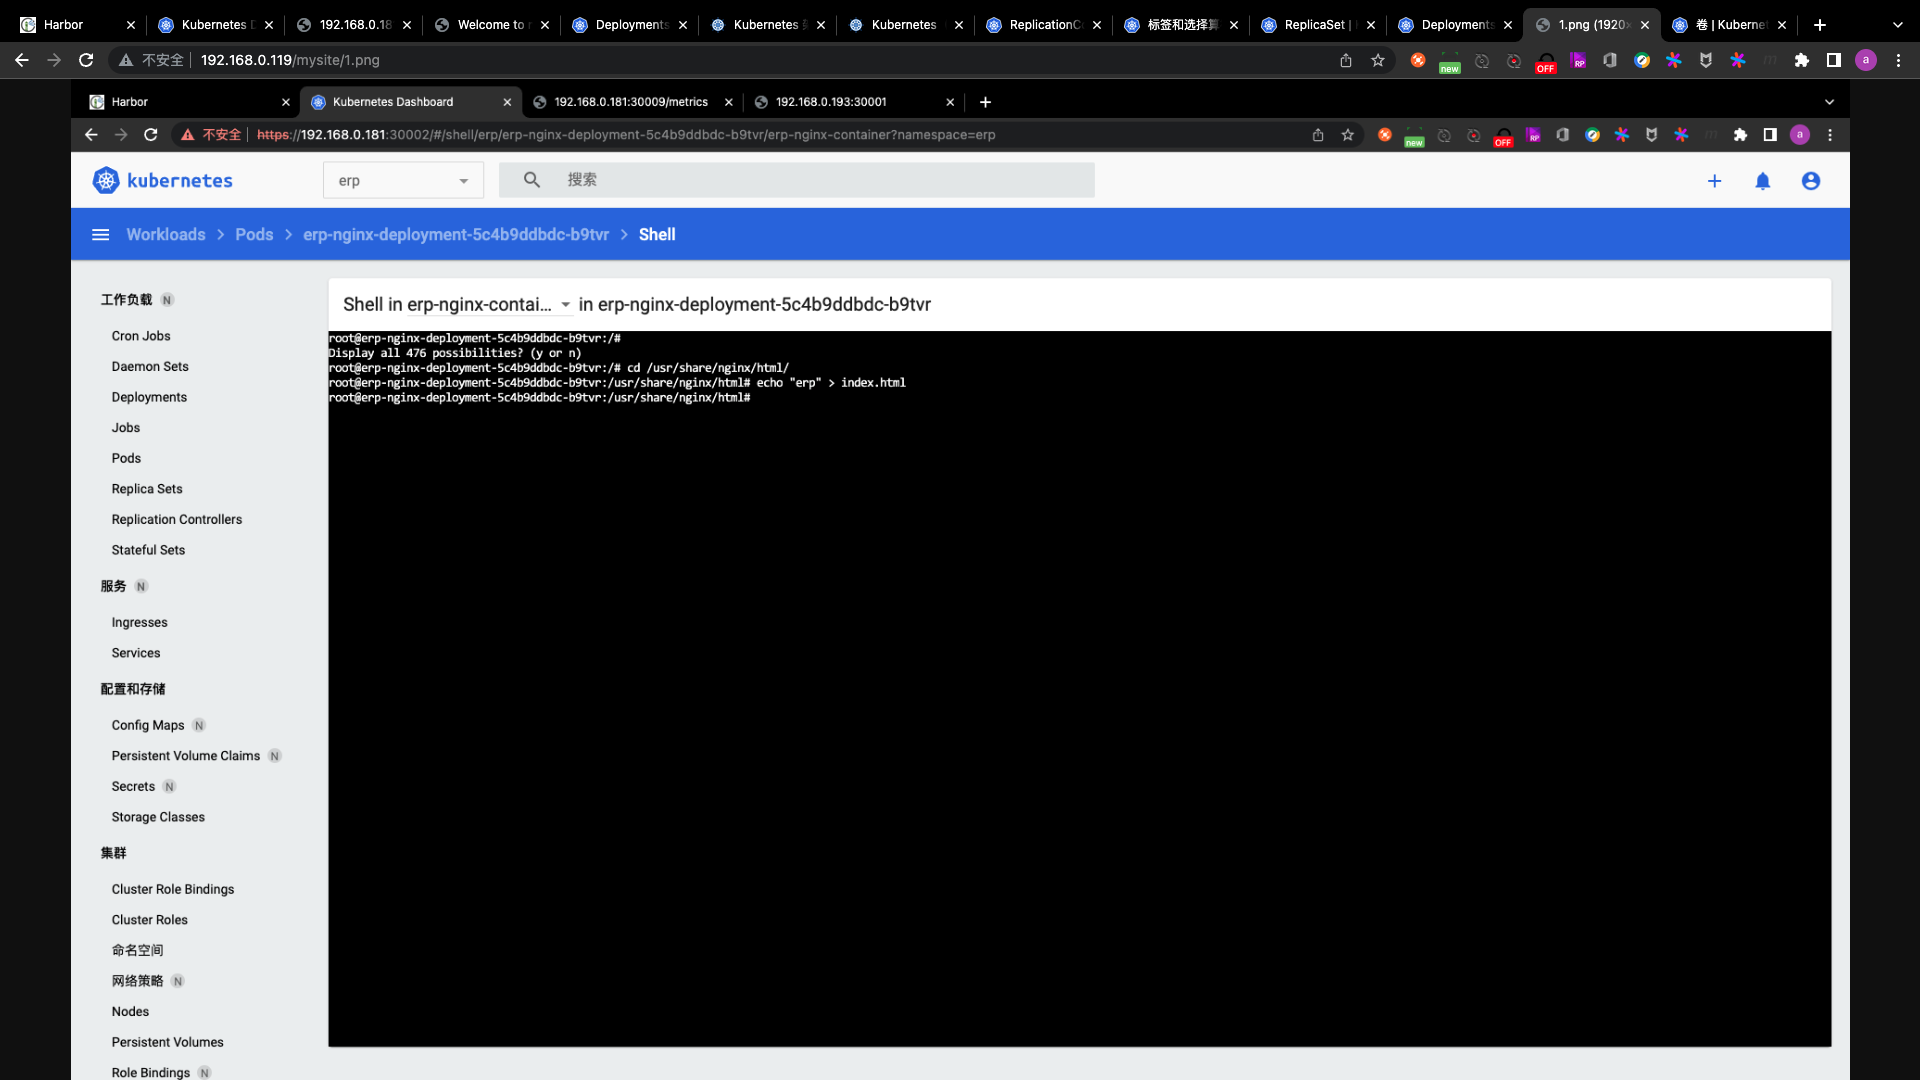 Harbor
Kubernetes D
192.168.0.18
Welcome to n
Deployments
Kubernetes
Kubernetes
ReplicationCo
标签和选择算
ReplicaSet |
Deployments
1.png (1920×
卷 | Kubernet
不安全 | 192.168.0.119/mysite/1.png
new
OFF
RP
a
Harbor
Kubernetes Dashboard
192.168.0.181:30009/metrics
192.168.0.193:30001
不安全 | https://192.168.0.181:30002/#/shell/erp/erp-nginx-deployment-5c4b9ddbdc-b9tvr/erp-nginx-container?namespace=erp
new
OFF
RP
a
kubernetes
erp
搜索
Workloads > Pods > erp-nginx-deployment-5c4b9ddbdc-b9tvr > Shell
工作负载 N
Cron Jobs
Daemon Sets
Deployments
Jobs
Pods
Replica Sets
Replication Controllers
Stateful Sets
服务 N
Ingresses
Services
配置和存储
Config Maps N
Persistent Volume Claims N
Secrets N
Storage Classes
集群
Cluster Role Bindings
Cluster Roles
命名空间
网络策略 N
Nodes
Persistent Volumes
Role Bindings N
Shell in erp-nginx-contai... in erp-nginx-deployment-5c4b9ddbdc-b9tvr
root@erp-nginx-deployment-5c4b9ddbdc-b9tvr:/#
Display all 476 possibilities? (y or n)
root@erp-nginx-deployment-5c4b9ddbdc-b9tvr:/# cd /usr/share/nginx/html/
root@erp-nginx-deployment-5c4b9ddbdc-b9tvr:/usr/share/nginx/html# echo "erp" > index.html
root@erp-nginx-deployment-5c4b9ddbdc-b9tvr:/usr/share/nginx/html#